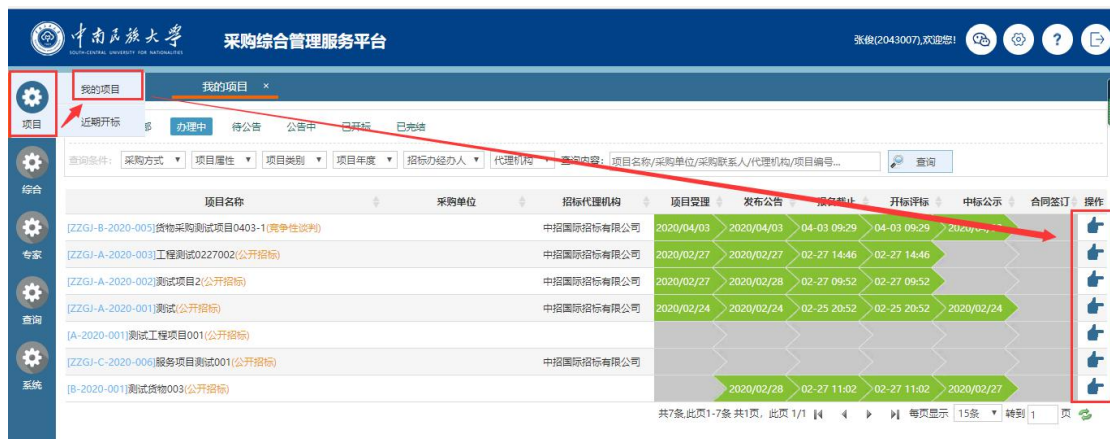 中南民族大学
SOUTH-CENTRAL UNIVERSITY FOR NATIONALITIES
采购综合管理服务平台
张俊(2043007),欢迎您!
?
项目
综合
专家
查询
系统
我的项目
近期开标
我的项目 ×
部 办理中 待公告 公告中 已开标 已完结
查询条件: 采购方式 ▼ 项目属性 ▼ 项目类别 ▼ 项目年度 ▼ 招标办经办人 ▼ 代理机构 ▼ 查询内容: 项目名称/采购单位/采购联系人/代理机构/项目编号... 查询
项目名称 采购单位 招标代理机构 项目受理 发布公告 报名截止 开标评标 中标公示 合同签订 操作
[ZZGJ-B-2020-005]货物采购测试项目0403-1(竞争性谈判) 中招国际招标有限公司 2020/04/03 2020/04/03 04-03 09:29 04-03 09:29
[ZZGJ-A-2020-003]工程测试0227002(公开招标) 中招国际招标有限公司 2020/02/27 2020/02/27 02-27 14:46 02-27 14:46
[ZZGJ-A-2020-002]测试项目2(公开招标) 中招国际招标有限公司 2020/02/27 2020/02/28 02-27 09:52 02-27 09:52
[ZZGJ-A-2020-001]测试(公开招标) 中招国际招标有限公司 2020/02/24 2020/02/24 02-25 20:52 02-25 20:52 2020/02/24
[A-2020-001]测试工程项目001(公开招标)
[ZZGJ-C-2020-006]服务项目测试001(公开招标) 中招国际招标有限公司
[B-2020-001]测试货物003(公开招标) 2020/02/28 02-27 11:02 02-27 11:02 2020/02/27
共7条,此页1-7条 共1页, 此页 1/1 每页显示 15条 ▼ 转到 1 页